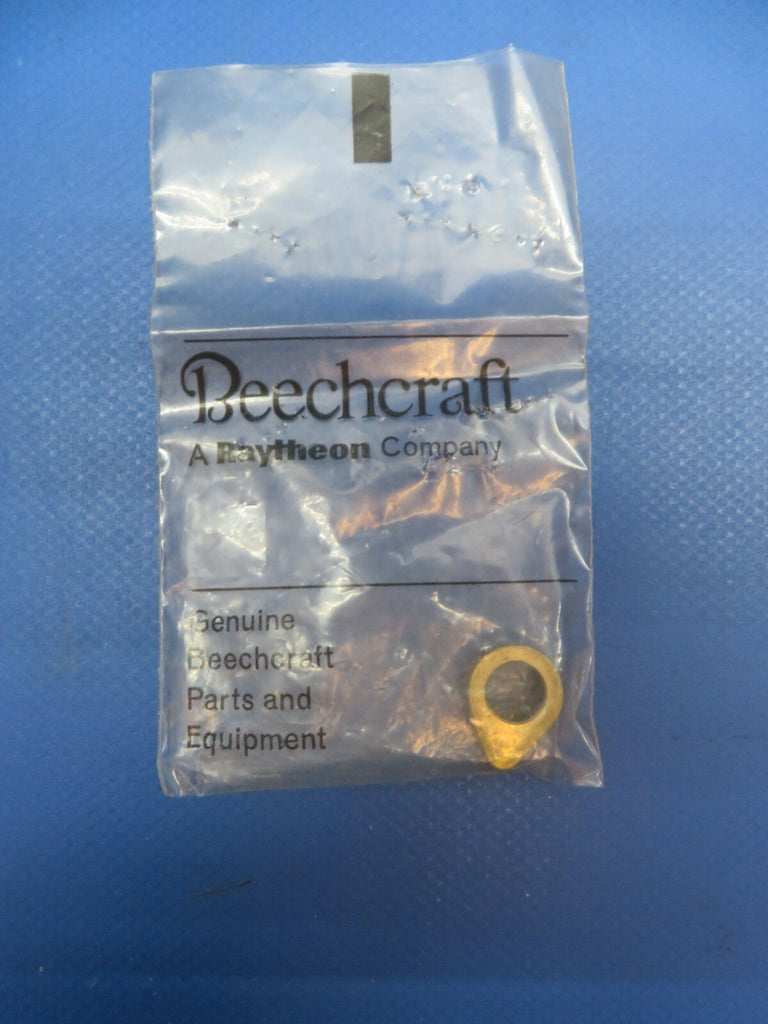 Beechcraft
A Raytheon Company
Genuine
Beechcraft
Parts and
Equipment